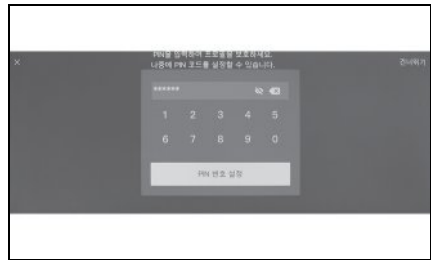 PIN을 입력하여 프로필을 보호하세요.
나중에 PIN 코드를 설정할 수 있습니다.
× 건너뛰기
******
1 2 3 4 5
6 7 8 9 0
PIN 번호 설정